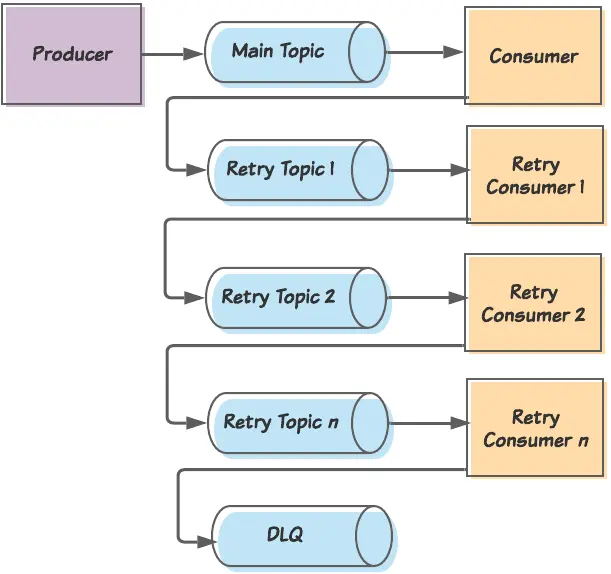 Producer
Main Topic
Consumer
Retry Topic 1
Retry
Consumer 1
Retry Topic 2
Retry
Consumer 2
Retry Topic n
Retry
Consumer n
DLQ